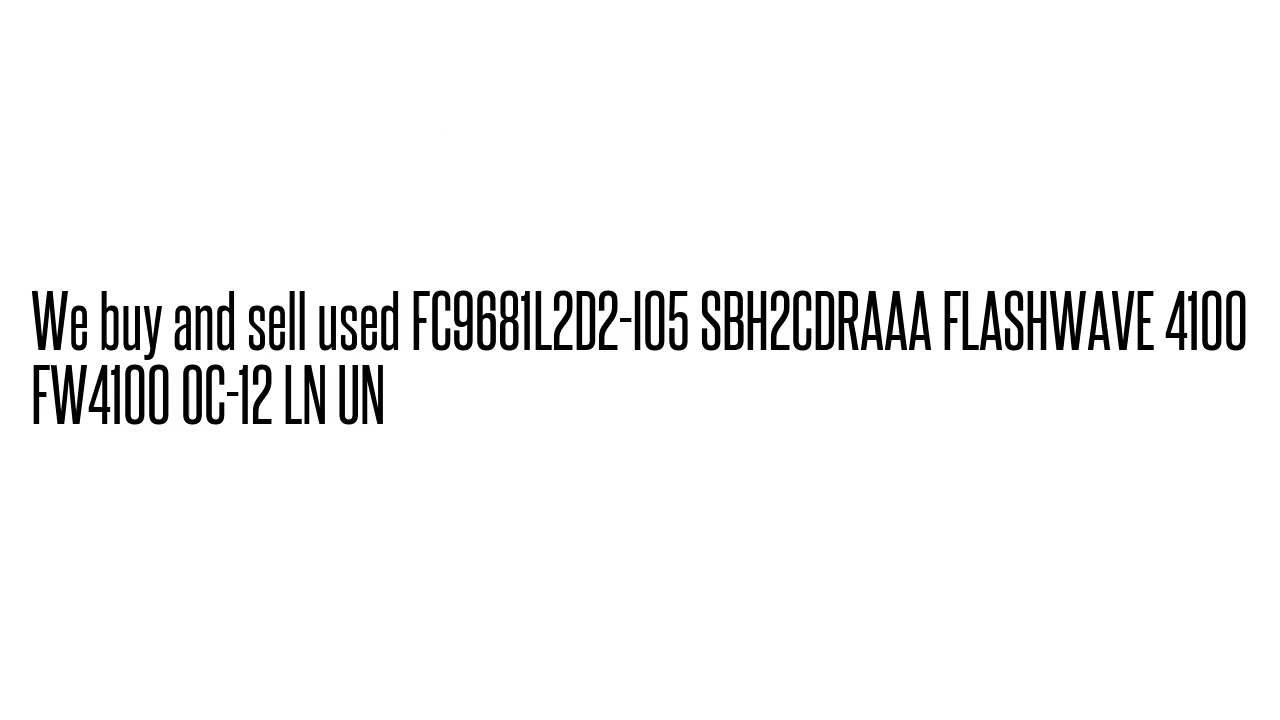 We buy and sell used FC9681L2D2-I05 SBH2CDRAAA FLASHWAVE 4100
FW4100 OC-12 LN UN